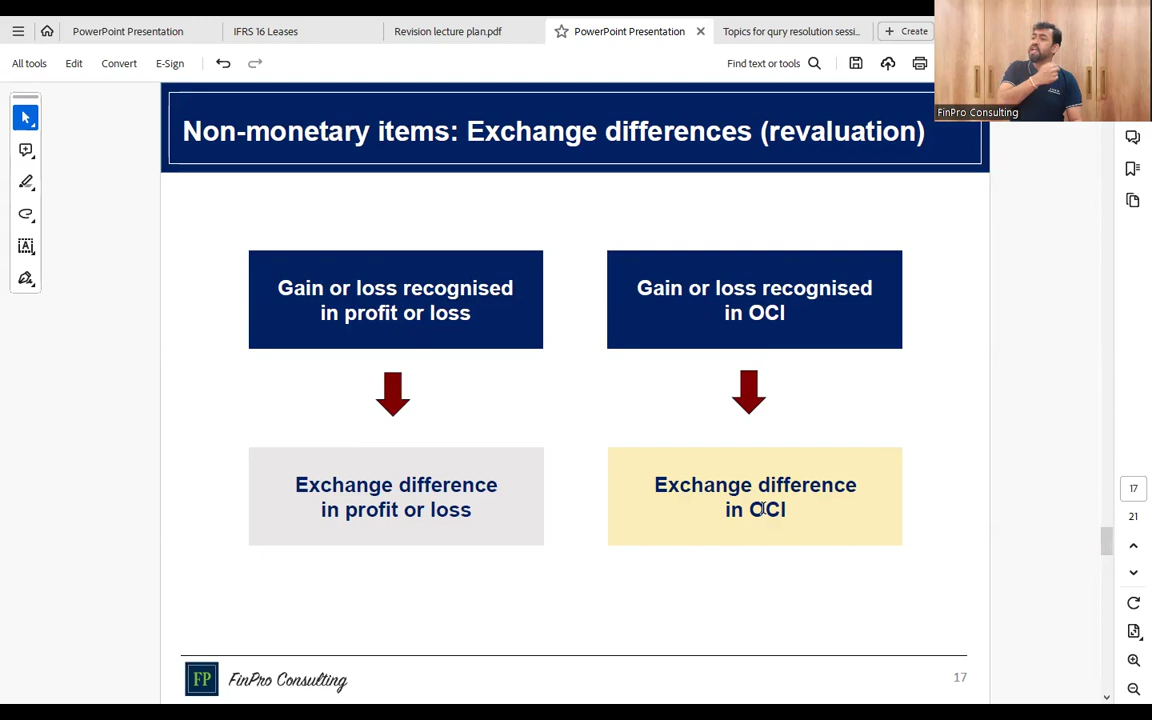 PowerPoint Presentation
IFRS 16 Leases
Revision lecture plan.pdf
PowerPoint Presentation
Topics for qury resolution sessi...
Create
All tools
Edit
Convert
E-Sign
Find text or tools
FinPro Consulting
Non-monetary items: Exchange differences (revaluation)
Gain or loss recognised
in profit or loss
Gain or loss recognised
in OCI
Exchange difference
in profit or loss
Exchange difference
in OCI
17
21
FP
FinPro Consulting
17